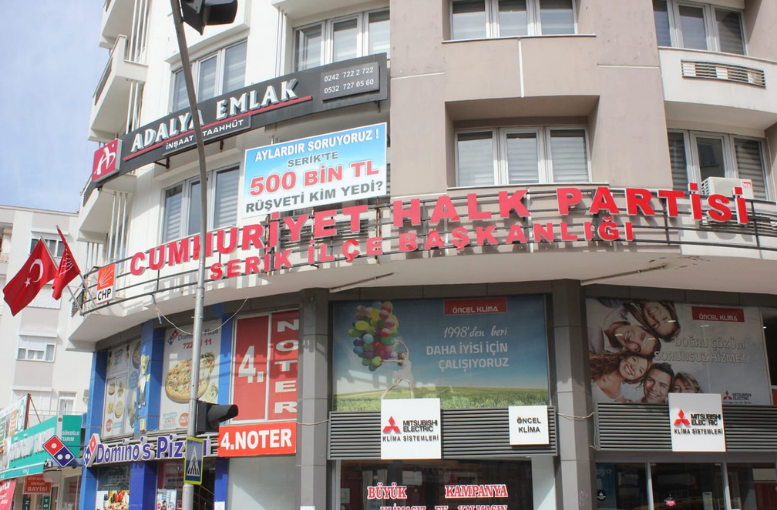 ADALYA EMLAK
İNŞAAT TAAHHÜT
0242 722 2 722
0532 727 65 60
AYLARDIR SORUYORUZ !
SERİK'TE
500 BİN TL
RÜŞVETİ KİM YEDİ?
CUMHURİYET HALK PARTİSİ
SERİK İLÇE BAŞKANLIĞI
CHP
ÖNCEL KLİMA
1998'den beri
DAHA İYİSİ İÇİN
ÇALIŞIYORUZ
4. NOTER
4.NOTER
Domino's Pizza
MITSUBISHI
ELECTRIC
KLİMA SİSTEMLERİ
ÖNCEL
KLİMA
MITSUBISHI
ELECTRIC
KLİMA SİSTEMLERİ
BÜYÜK KAMPANYA